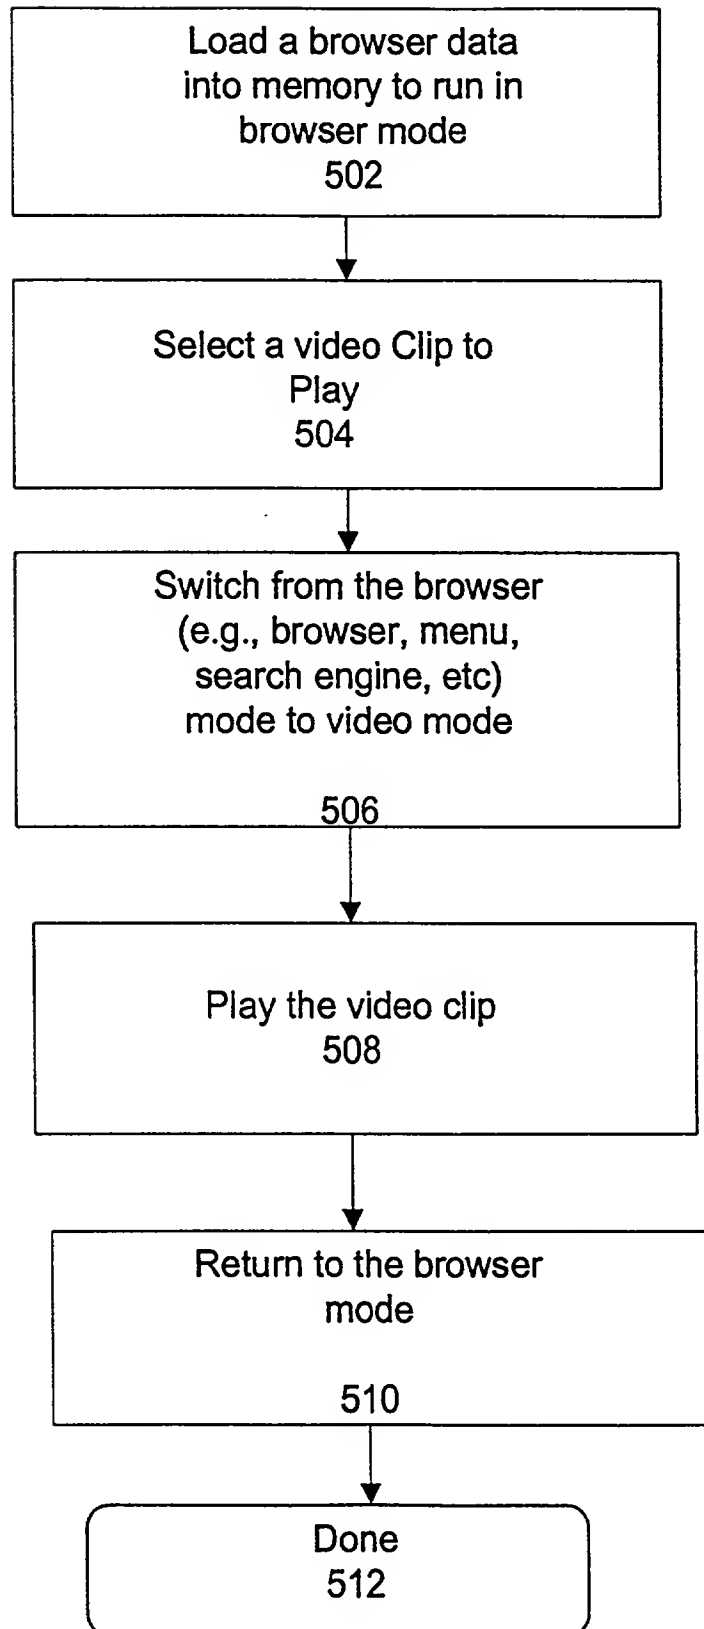 Load a browser data
into memory to run in
browser mode
502
Select a video Clip to
Play
504
Switch from the browser
(e.g., browser, menu,
search engine, etc)
mode to video mode
506
Play the video clip
508
Return to the browser
mode
510
Done
512